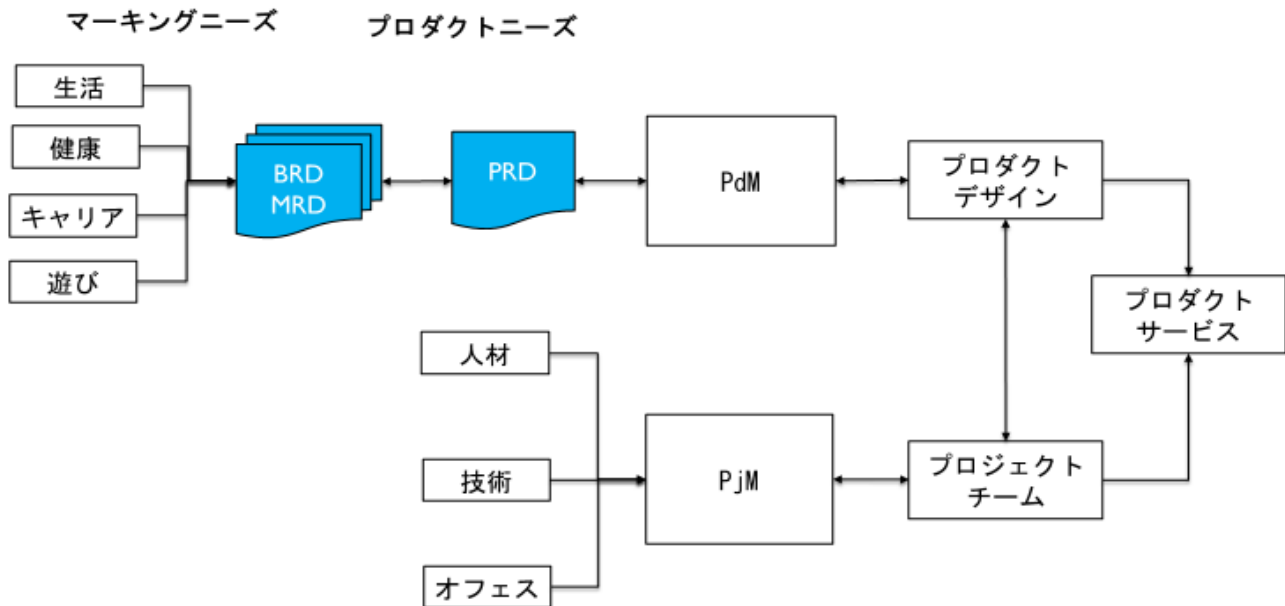 マーキングニーズ
プロダクトニーズ
生活
健康
キャリア
遊び
BRD
MRD
PRD
PdM
プロダクト
デザイン
プロダクト
サービス
人材
技術
オフェス
PjM
プロジェクト
チーム